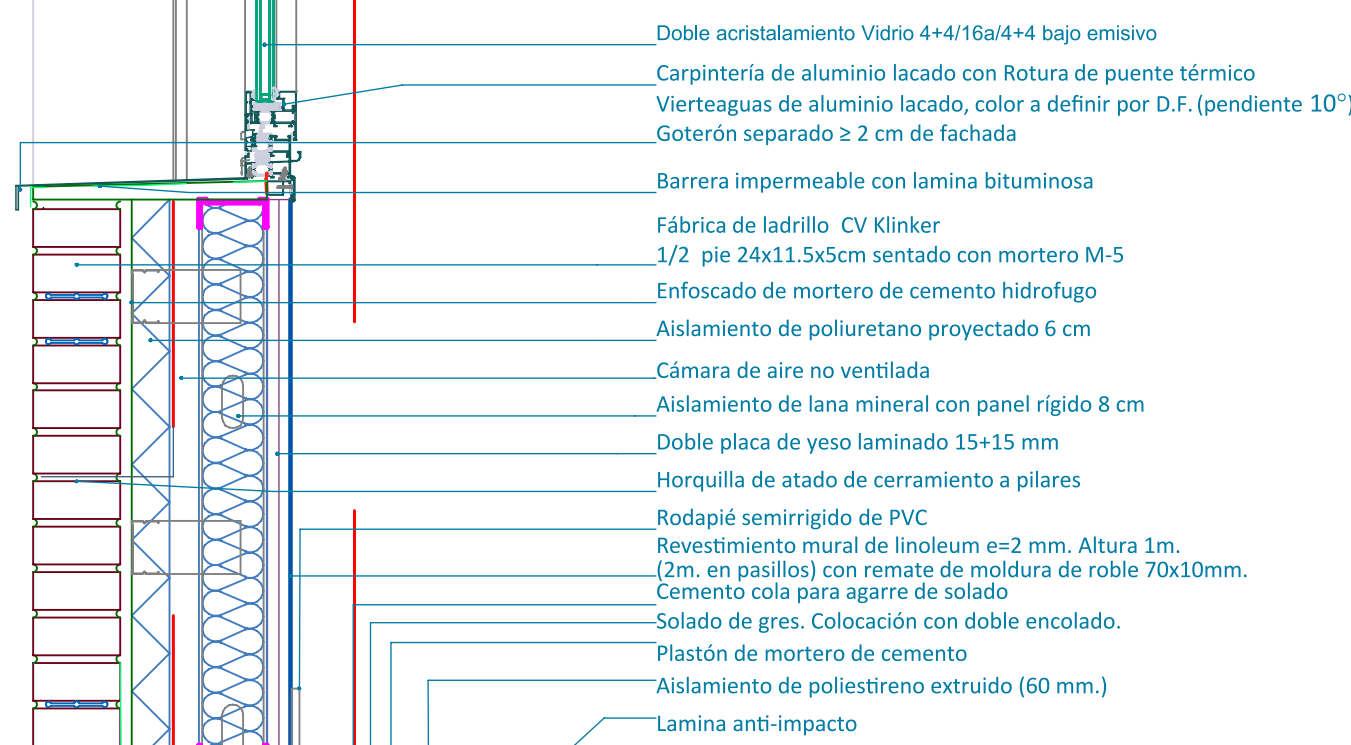 Doble acristalamiento Vidrio 4+4/16a/4+4 bajo emisivo
Carpintería de aluminio lacado con Rotura de puente térmico
Vierteaguas de aluminio lacado, color a definir por D.F. (pendiente 10°)
Goterón separado ≥ 2 cm de fachada
Barrera impermeable con lamina bituminosa
Fábrica de ladrillo CV Klinker
1/2 pie 24x11.5x5cm sentado con mortero M-5
Enfoscado de mortero de cemento hidrofugo
Aislamiento de poliuretano proyectado 6 cm
Cámara de aire no ventilada
Aislamiento de lana mineral con panel rígido 8 cm
Doble placa de yeso laminado 15+15 mm
Horquilla de atado de cerramiento a pilares
Rodapié semirrigido de PVC
Revestimiento mural de linoleum e=2 mm. Altura 1m.
(2m. en pasillos) con remate de moldura de roble 70x10mm.
Cemento cola para agarre de solado
Solado de gres. Colocación con doble encolado.
Plastón de mortero de cemento
Aislamiento de poliestireno extruido (60 mm.)
Lamina anti-impacto